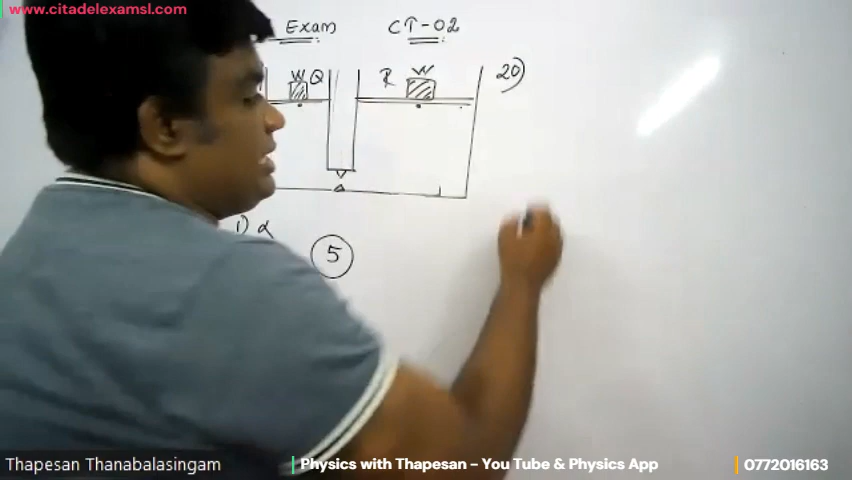 www.citadelexamsl.com
Exam CT-02
W Q R W 20)
1) α
5
Thapesan Thanabalasingam
Physics with Thapesan - You Tube & Physics App
0772016163